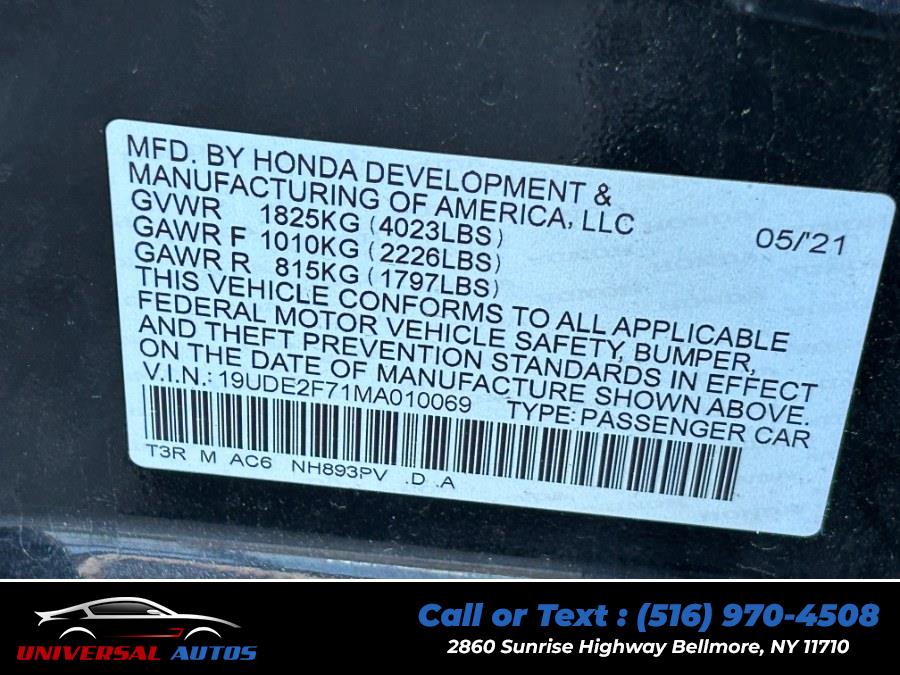 MFD. BY HONDA DEVELOPMENT &
MANUFACTURING OF AMERICA, LLC
GVWR 1825KG (4023LBS) 05/'21
GAWR F 1010KG (2226LBS)
GAWR R 815KG (1797LBS)
THIS VEHICLE CONFORMS TO ALL APPLICABLE
FEDERAL MOTOR VEHICLE SAFETY, BUMPER,
AND THEFT PREVENTION STANDARDS IN EFFECT
ON THE DATE OF MANUFACTURE SHOWN ABOVE.
V.I.N.: 19UDE2F71MA010069 TYPE: PASSENGER CAR
T3R M AC6 NH893PV .D .A
UNIVERSAL AUTOS
Call or Text : (516) 970-4508
2860 Sunrise Highway Bellmore, NY 11710